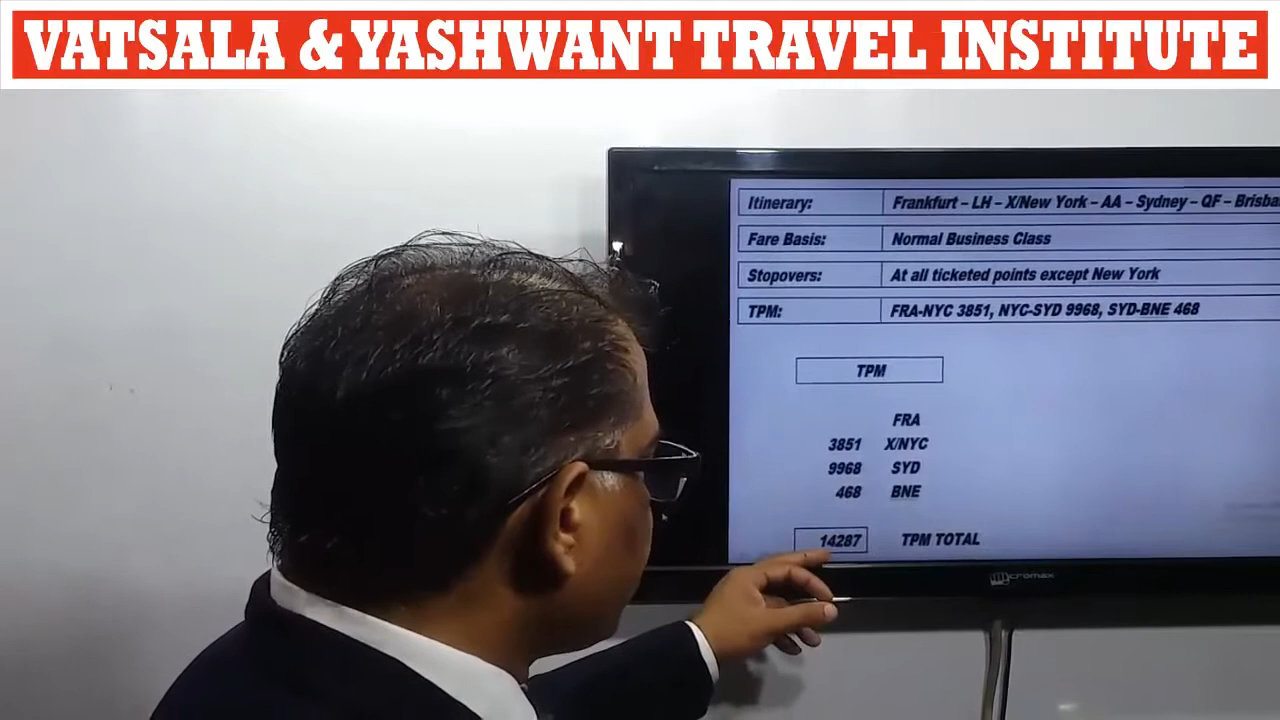 VATSALA & YASHWANT TRAVEL INSTITUTE
Itinerary: Frankfurt – LH – X/New York – AA – Sydney – QF – Brisba
Fare Basis: Normal Business Class
Stopovers: At all ticketed points except New York
TPM: FRA-NYC 3851, NYC-SYD 9968, SYD-BNE 468
TPM
FRA
3851 X/NYC
9968 SYD
468 BNE
14287 TPM TOTAL
micromax